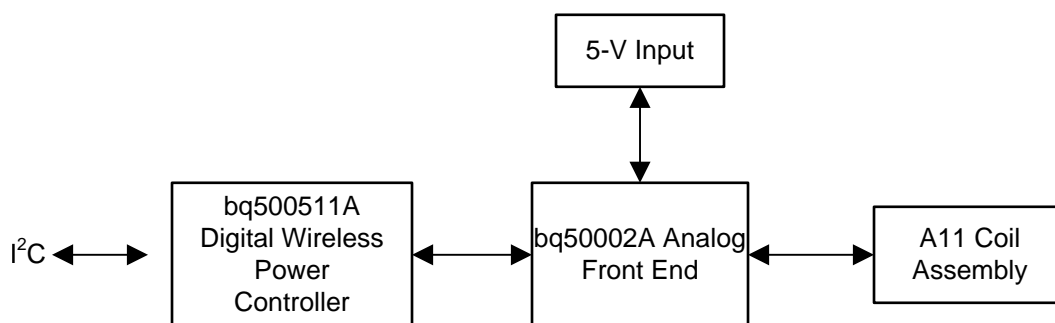 5-V Input
bq500511A
Digital Wireless
Power
Controller
I²C
bq50002A Analog
Front End
A11 Coil
Assembly